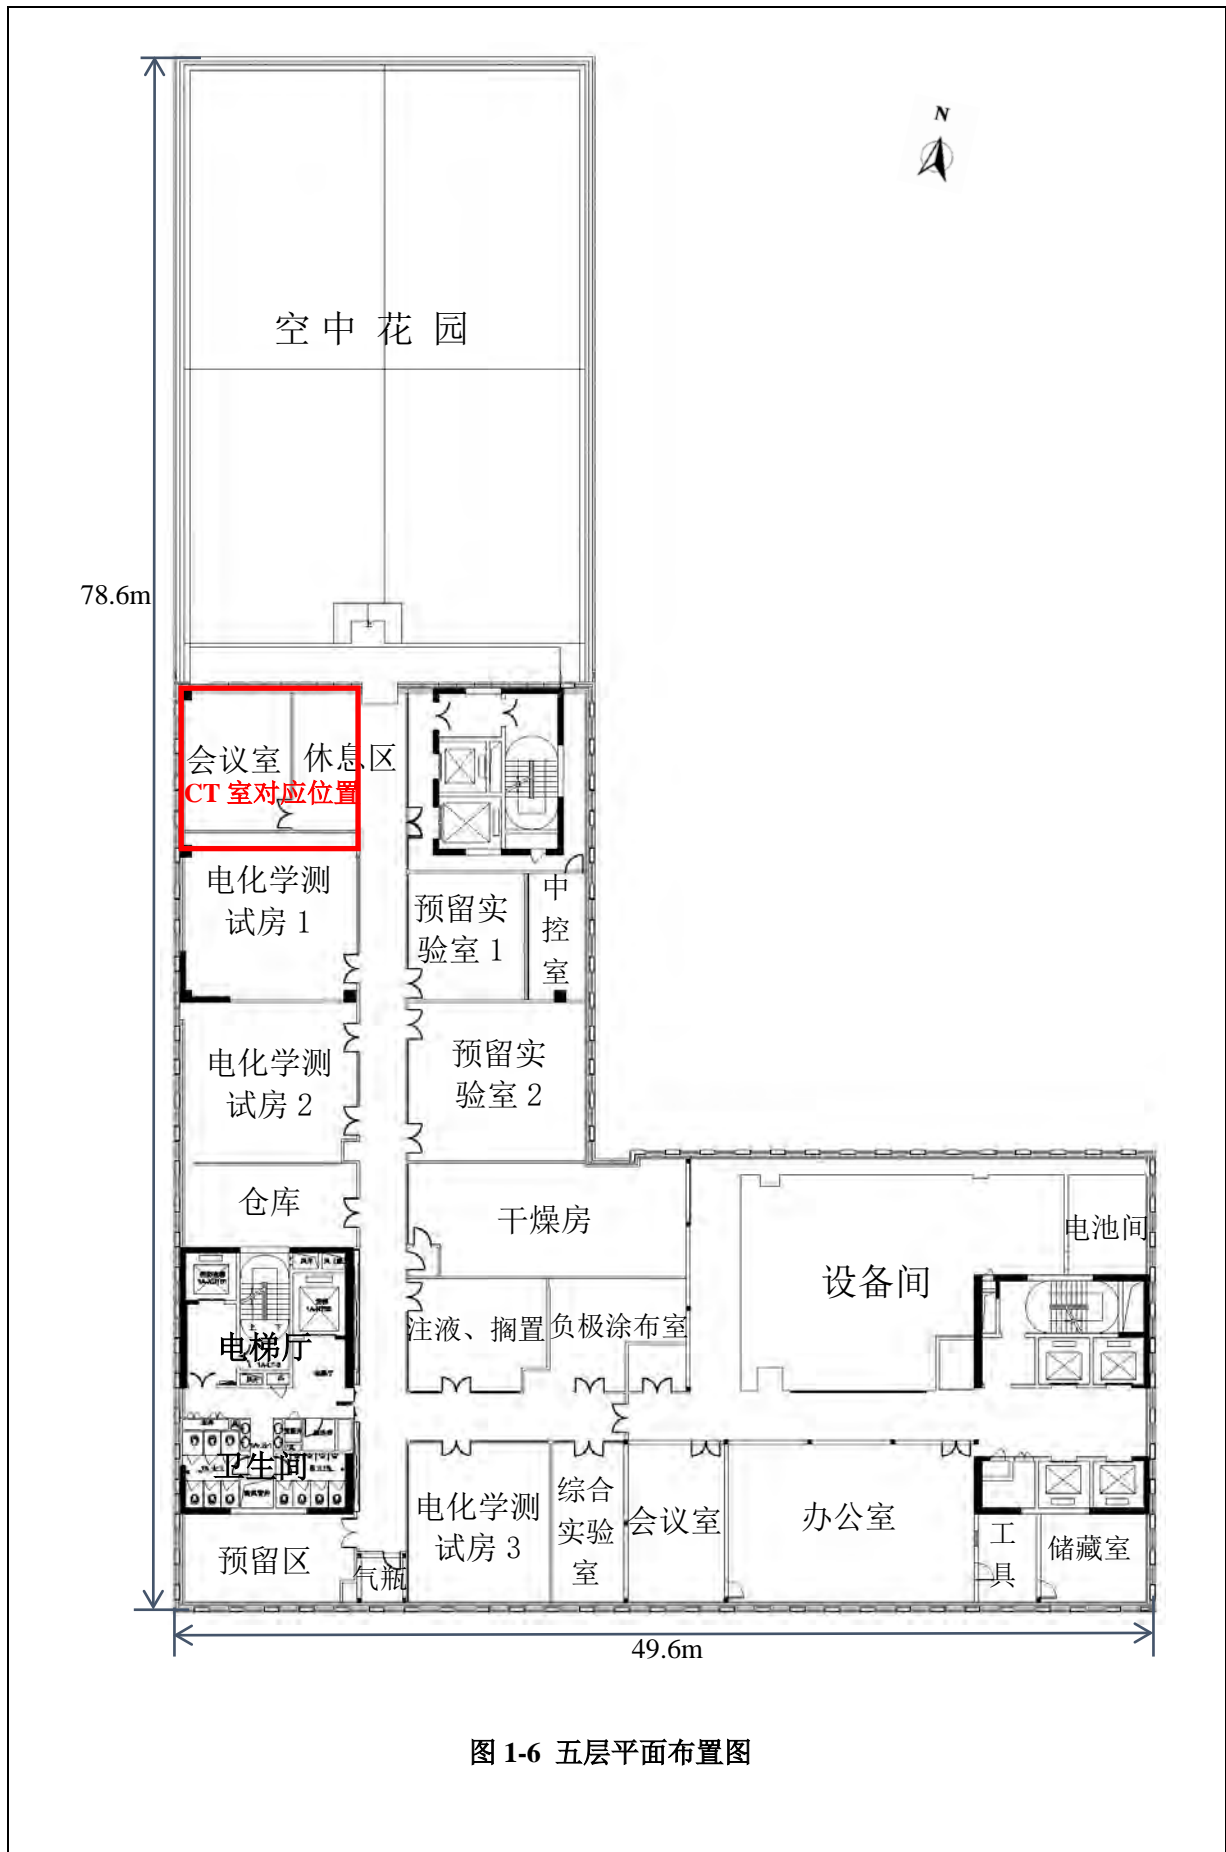 N
空中花园
78.6m
会议室
休息区
CT 室对应位置
电化学测
试房 1
预留实
验室 1
中
控
室
电化学测
试房 2
预留实
验室 2
仓库
干燥房
电池间
设备间
注液、搁置
负极涂布室
电梯厅
卫生间
电化学测
试房 3
综合
实验
室
会议室
办公室
工
具
储藏室
预留区
气瓶
49.6m
图 1-6 五层平面布置图